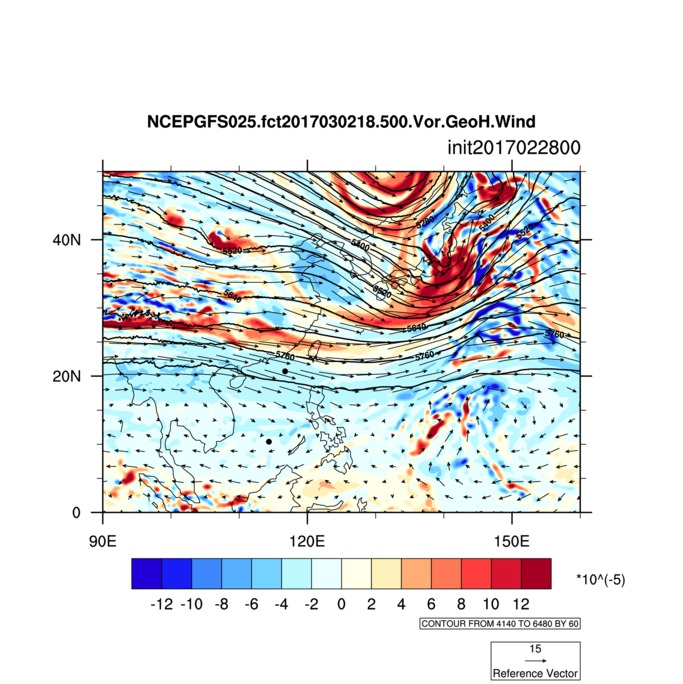 NCEPGFS025.fct2017030218.500.Vor.GeoH.Wind
init2017022800
40N
20N
0
90E 120E 150E
5820
5840
5760
5640
5760
5760
-12 -10 -8 -6 -4 -2 0 2 4 6 8 10 12
*10^(-5)
CONTOUR FROM 4140 TO 6480 BY 60
15
Reference Vector